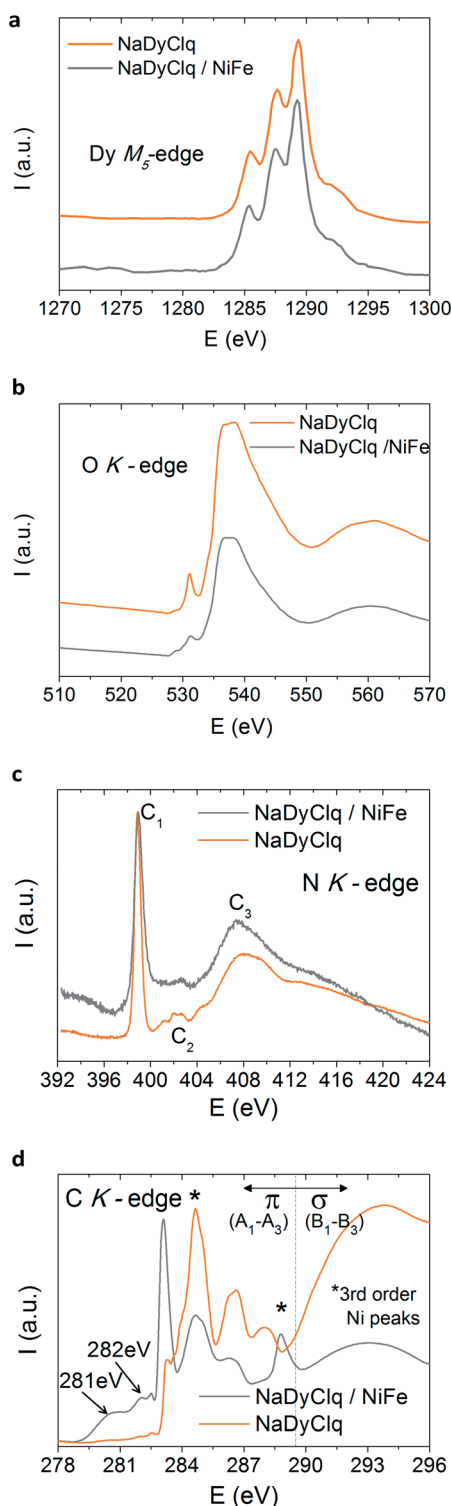 a
NaDyClq
NaDyClq / NiFe
Dy M5-edge
I (a.u.)
1270 1275 1280 1285 1290 1295 1300
E (eV)
b
NaDyClq
NaDyClq /NiFe
O K - edge
I (a.u.)
510 520 530 540 550 560 570
E (eV)
c
C1
NaDyClq / NiFe
NaDyClq
N K - edge
C3
C2
I (a.u.)
392 396 400 404 408 412 416 420 424
E (eV)
d
C K - edge *
π σ
(A1-A3) (B1-B3)
*
*3rd order
Ni peaks
282eV
281eV
NaDyClq / NiFe
NaDyClq
I (a.u.)
278 281 284 287 290 293 296
E (eV)